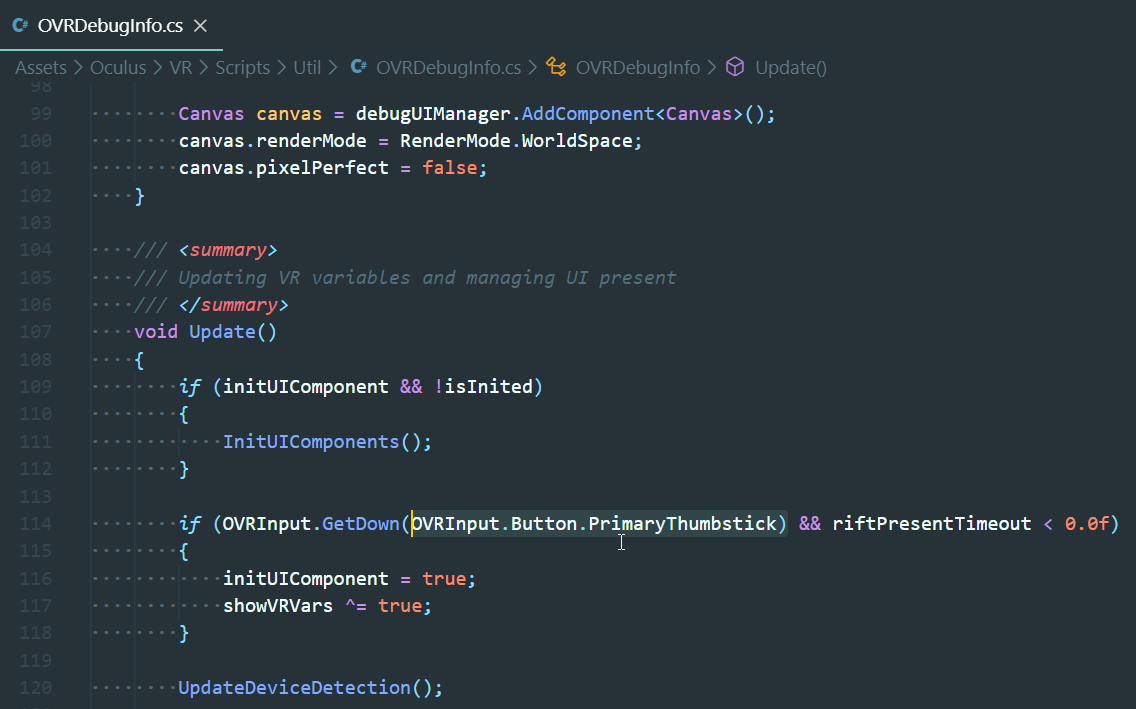 C# OVRDebugInfo.cs ×
Assets > Oculus > VR > Scripts > Util > C# OVRDebugInfo.cs > OVRDebugInfo > Update()
98
99 Canvas canvas = debugUIManager.AddComponent<Canvas>();
100 canvas.renderMode = RenderMode.WorldSpace;
101 canvas.pixelPerfect = false;
102 }
103
104 /// <summary>
105 /// Updating VR variables and managing UI present
106 /// </summary>
107 void Update()
108 {
109 if (initUIComponent && !isInited)
110 {
111 InitUIComponents();
112 }
113
114 if (OVRInput.GetDown(OVRInput.Button.PrimaryThumbstick) && riftPresentTimeout < 0.0f)
115 {
116 initUIComponent = true;
117 showVRVars ^= true;
118 }
119
120 UpdateDeviceDetection();